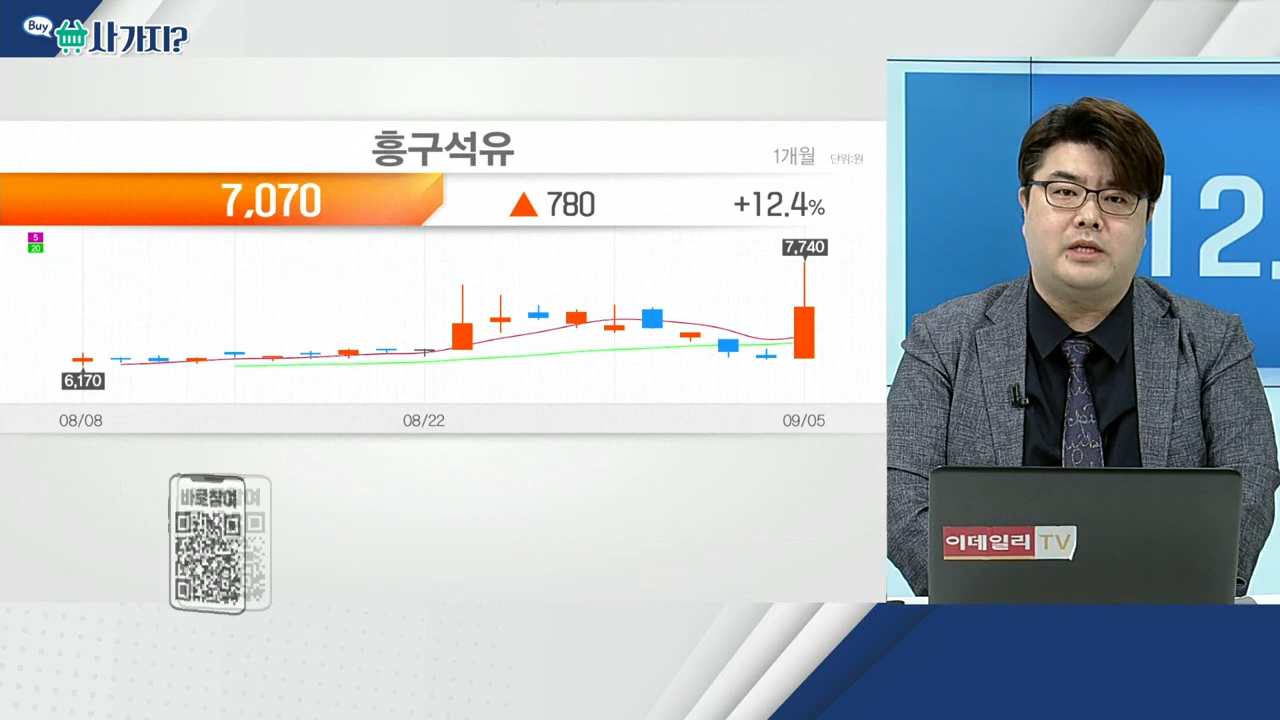 Buy
사가지?
흥구석유
1개월 단위:원
7,070 ▲ 780 +12.4%
5
20
7,740
6,170
08/08 08/22 09/05
바로참여
12.
이데일리 TV